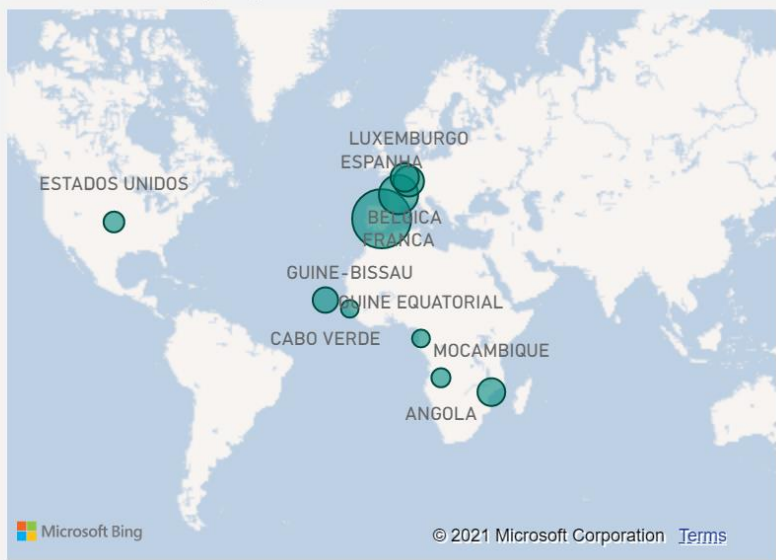 LUXEMBURGO
ESPANHA
ESTADOS UNIDOS
BELGICA
FRANCA
GUINE-BISSAU
GUINE EQUATORIAL
CABO VERDE
MOCAMBIQUE
ANGOLA
Microsoft Bing
© 2021 Microsoft Corporation Terms